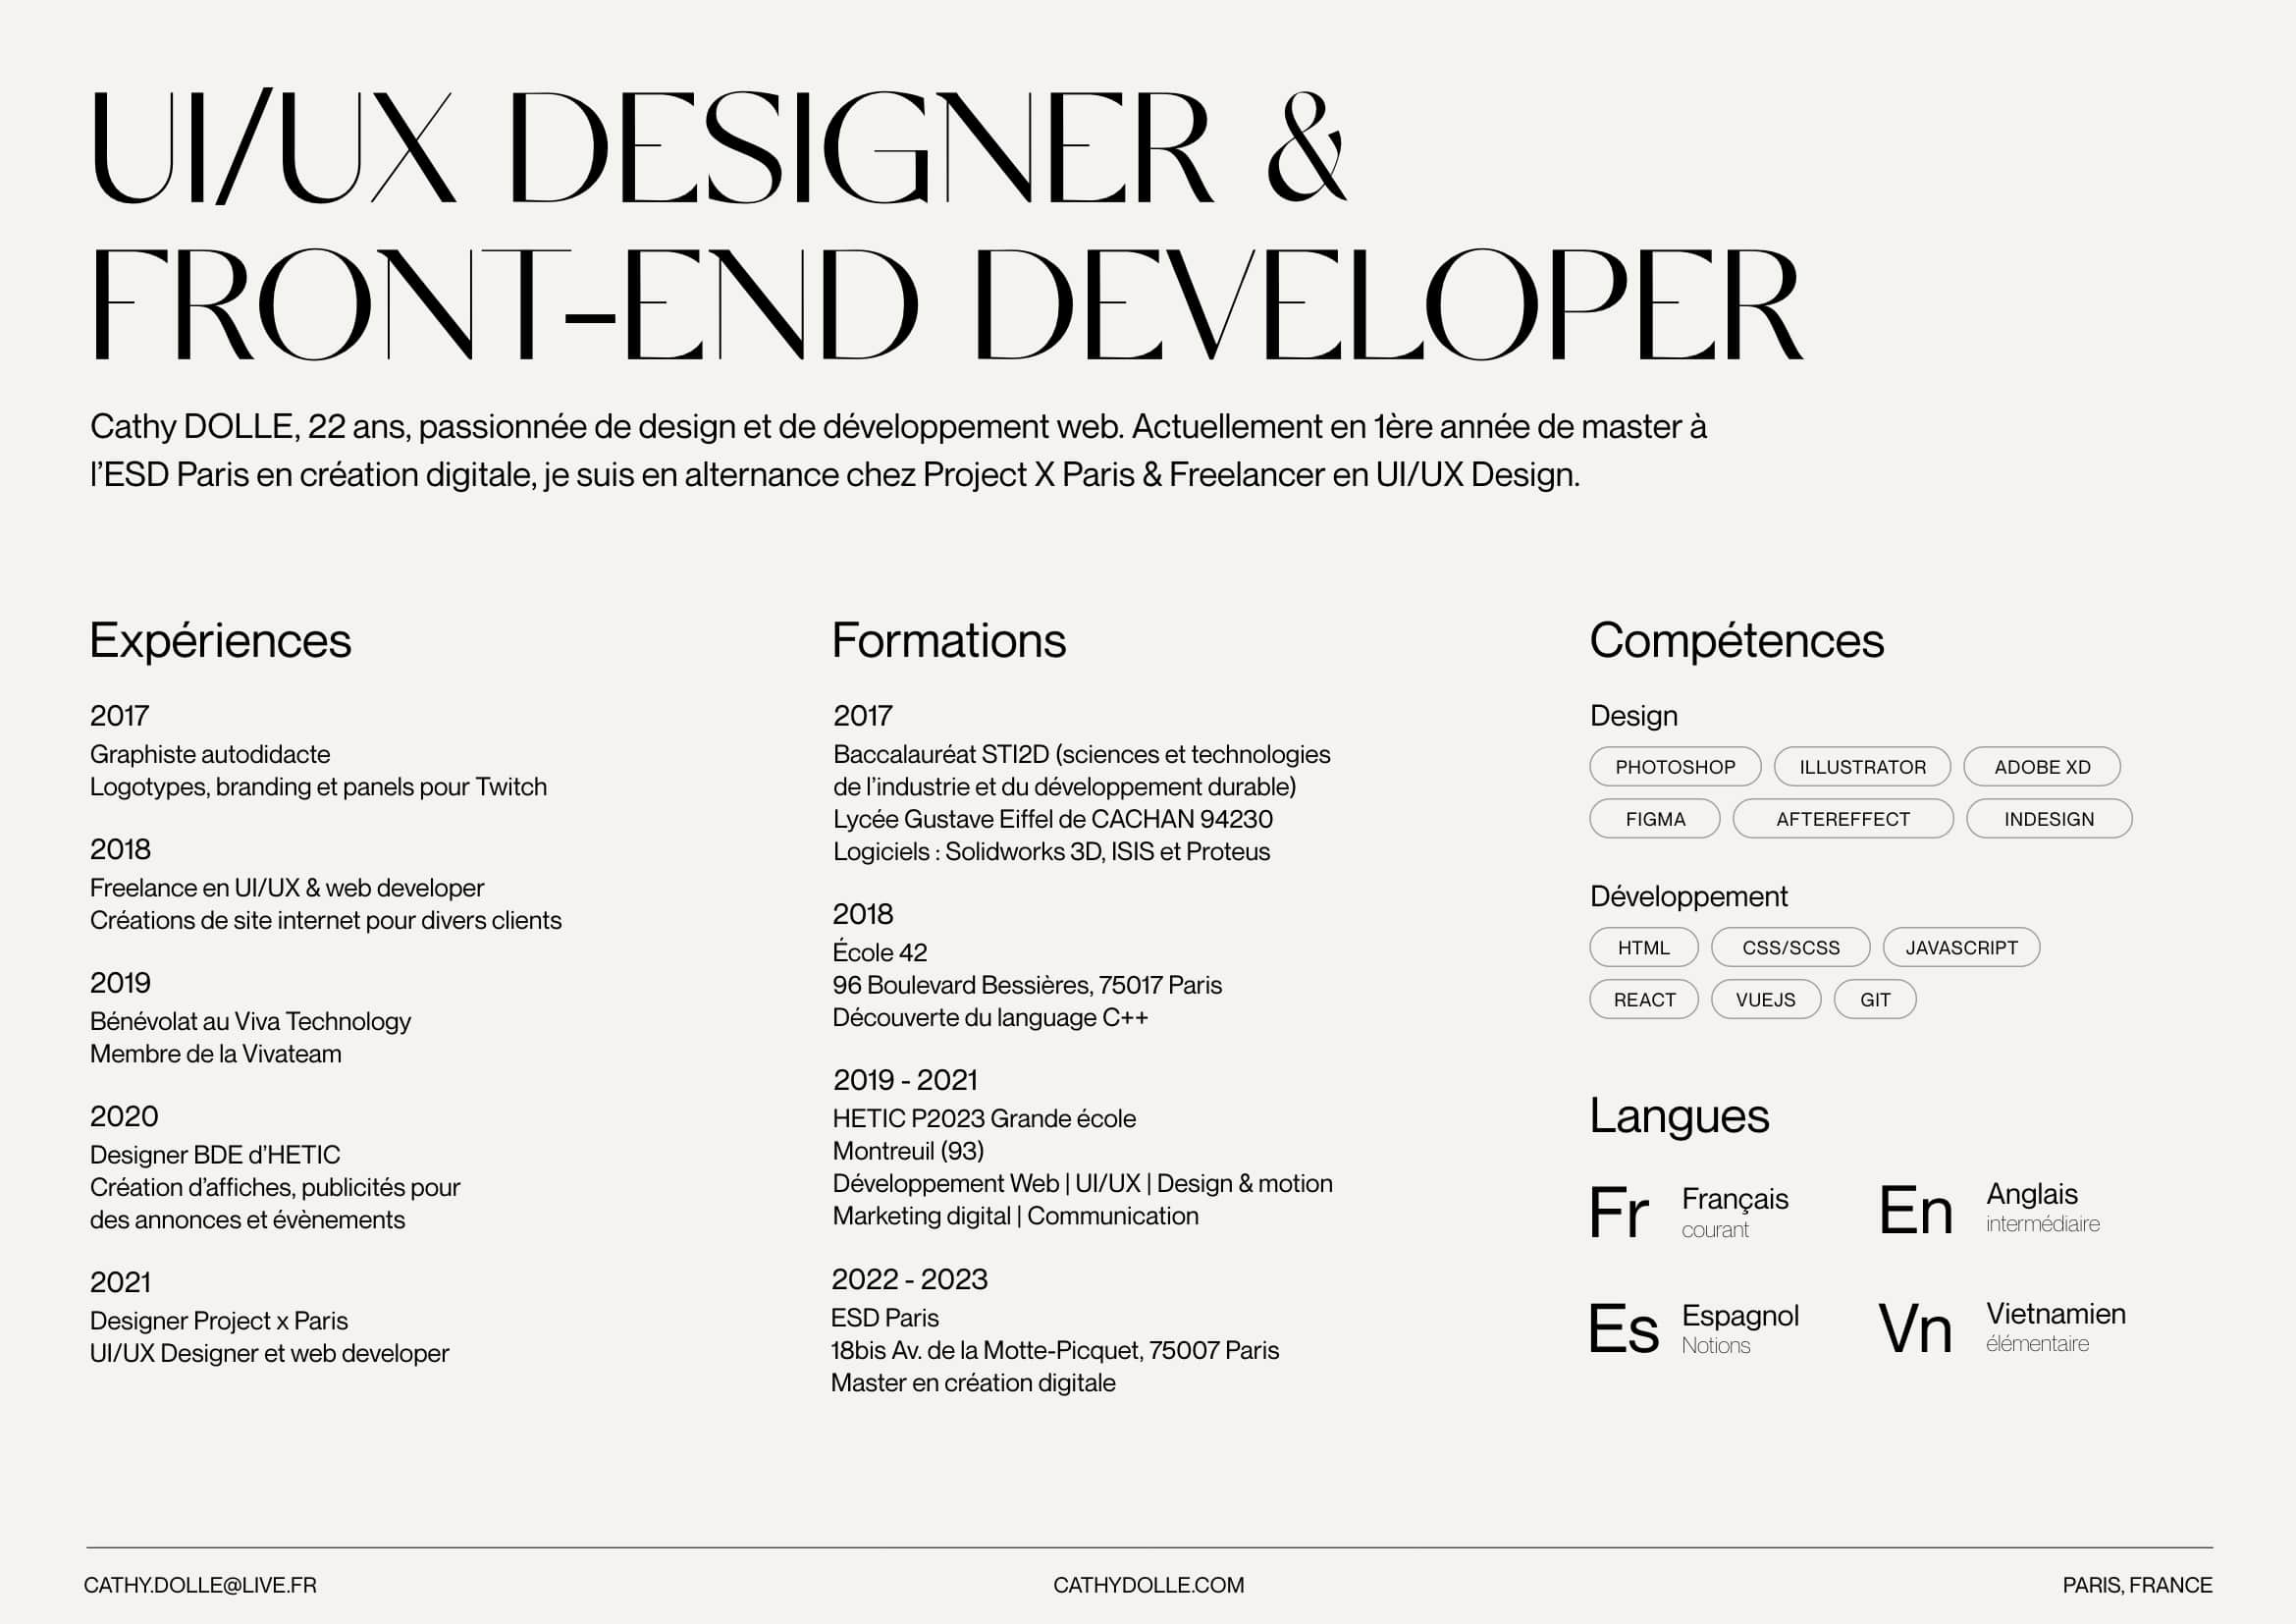 UI/UX DESIGNER &
FRONT-END DEVELOPER
Cathy DOLLE, 22 ans, passionnée de design et de développement web. Actuellement en 1ère année de master à
l’ESD Paris en création digitale, je suis en alternance chez Project X Paris & Freelancer en UI/UX Design.
Expériences
2017
Graphiste autodidacte
Logotypes, branding et panels pour Twitch
2018
Freelance en UI/UX & web developer
Créations de site internet pour divers clients
2019
Bénévolat au Viva Technology
Membre de la Vivateam
2020
Designer BDE d’HETIC
Création d’affiches, publicités pour
des annonces et évènements
2021
Designer Project x Paris
UI/UX Designer et web developer
Formations
2017
Baccalauréat STI2D (sciences et technologies
de l’industrie et du développement durable)
Lycée Gustave Eiffel de CACHAN 94230
Logiciels : Solidworks 3D, ISIS et Proteus
2018
École 42
96 Boulevard Bessières, 75017 Paris
Découverte du language C++
2019 - 2021
HETIC P2023 Grande école
Montreuil (93)
Développement Web | UI/UX | Design & motion
Marketing digital | Communication
2022 - 2023
ESD Paris
18bis Av. de la Motte-Picquet, 75007 Paris
Master en création digitale
Compétences
Design
PHOTOSHOP ILLUSTRATOR ADOBE XD
FIGMA AFTEREFFECT INDESIGN
Développement
HTML CSS/SCSS JAVASCRIPT
REACT VUEJS GIT
Langues
Fr Français
courant
En Anglais
intermédiaire
Es Espagnol
Notions
Vn Vietnamien
élémentaire
CATHY.DOLLE@LIVE.FR CATHYDOLLE.COM PARIS, FRANCE